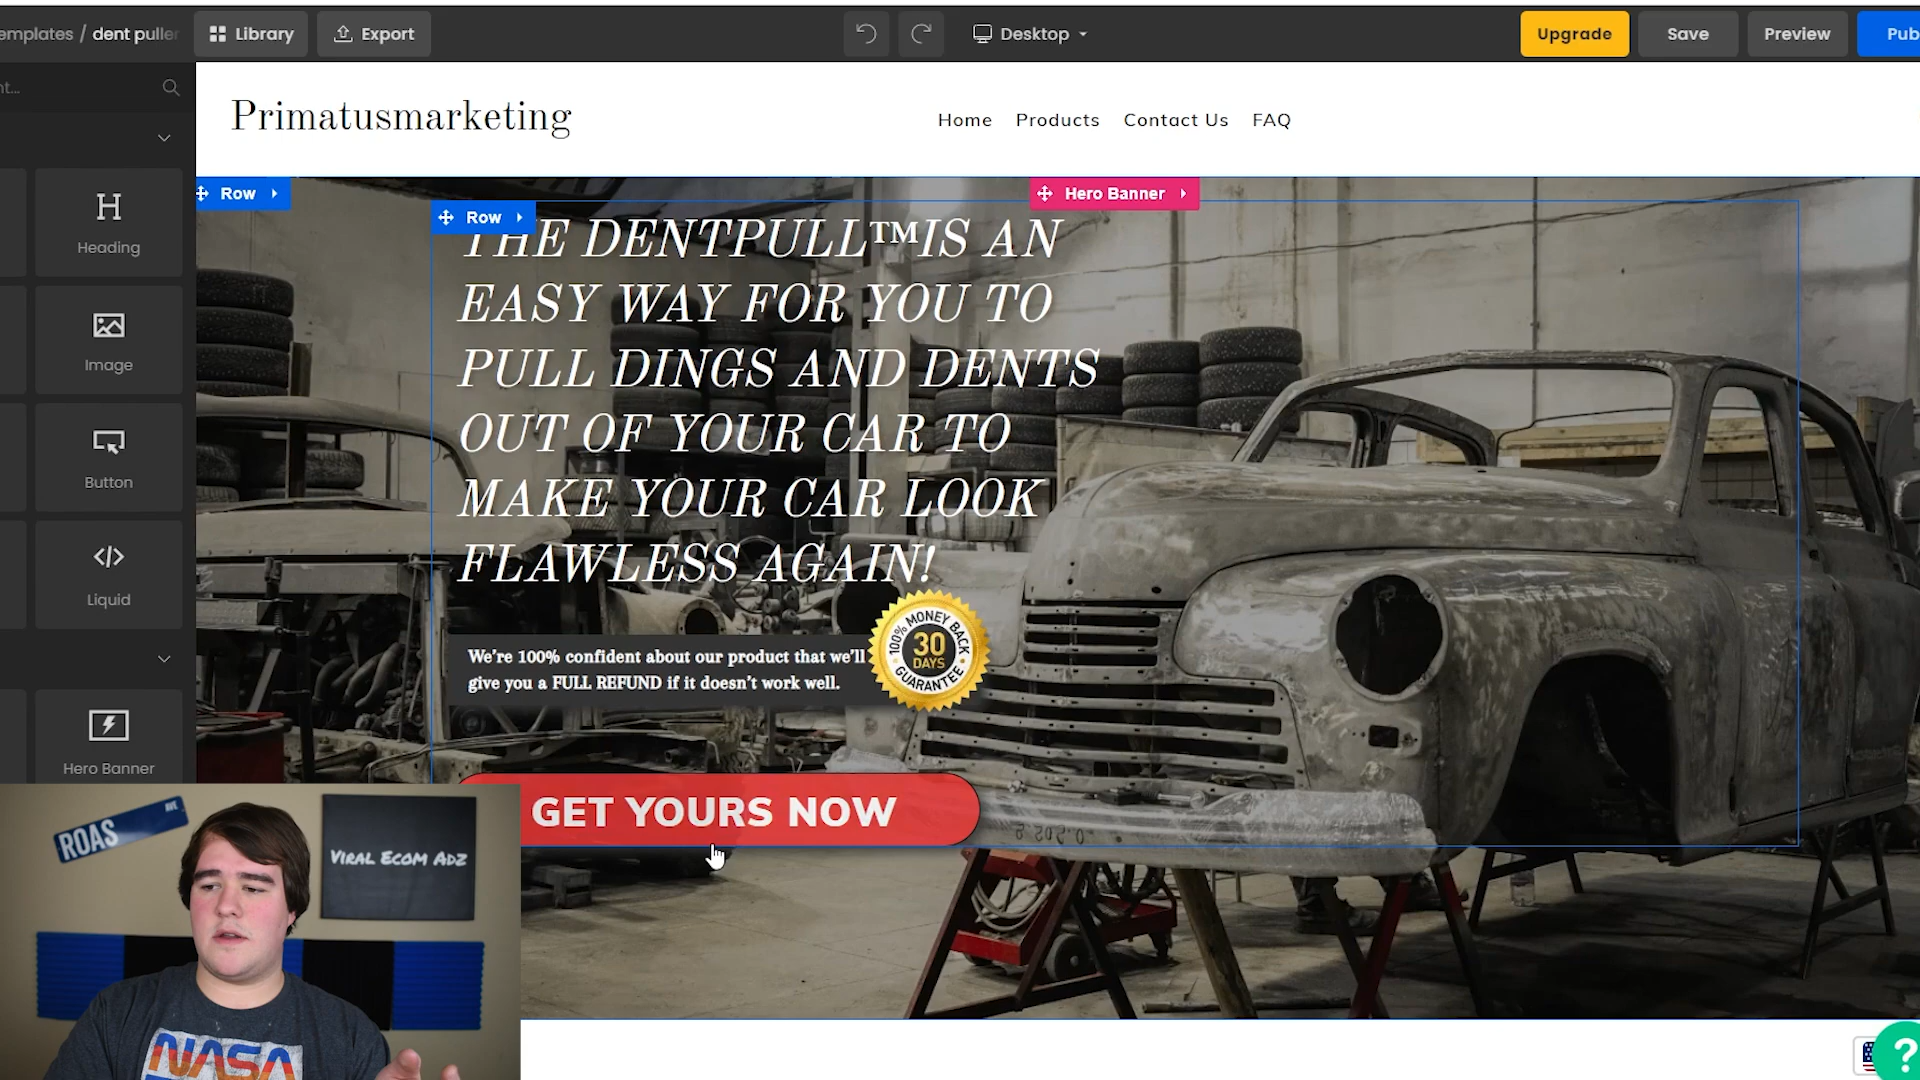 emplates / dent puller
Library
Export
Desktop
Upgrade
Save
Preview
Pub
nt...
Primatusmarketing
Home
Products
Contact Us
FAQ
Row
Row
Hero Banner
Heading
Image
Button
Liquid
Hero Banner
THE DENTPULL™IS AN
EASY WAY FOR YOU TO
PULL DINGS AND DENTS
OUT OF YOUR CAR TO
MAKE YOUR CAR LOOK
FLAWLESS AGAIN!
We're 100% confident about our product that we'll
give you a FULL REFUND if it doesn't work well.
100% MONEY BACK
30
DAYS
GUARANTEE
GET YOURS NOW
ROAS AVE
VIRAL ECOM ADZ
NASA
?